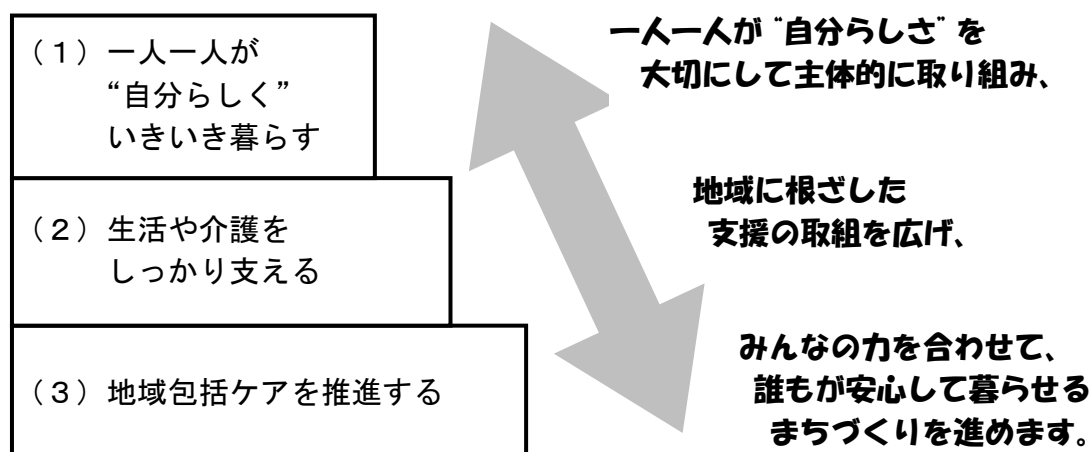 （１）一人一人が
“自分らしく”
いきいき暮らす
（２）生活や介護を
しっかり支える
（３）地域包括ケアを推進する
一人一人が“自分らしさ”を
大切にして主体的に取り組み、
地域に根ざした
支援の取組を広げ、
みんなの力を合わせて、
誰もが安心して暮らせる
まちづくりを進めます。